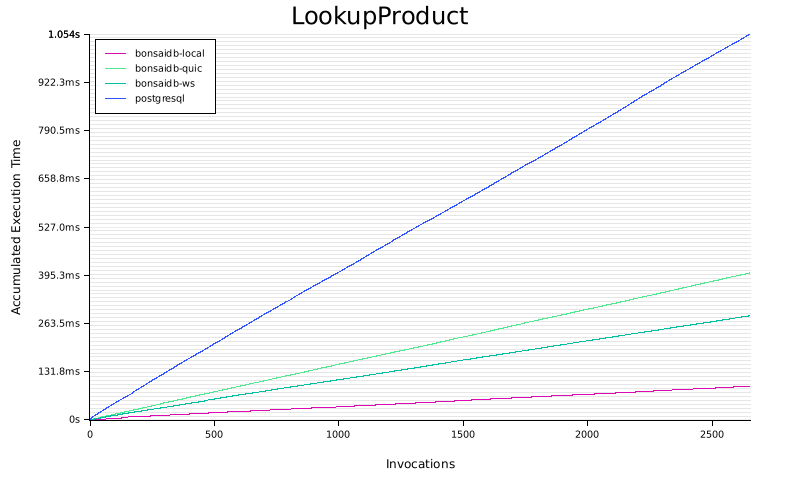 LookupProduct
1.054s
922.3ms
790.5ms
658.8ms
527.0ms
395.3ms
263.5ms
131.8ms
0s
Accumulated Execution Time
bonsaidb-local
bonsaidb-quic
bonsaidb-ws
postgresql
0
500
1000
1500
2000
2500
Invocations